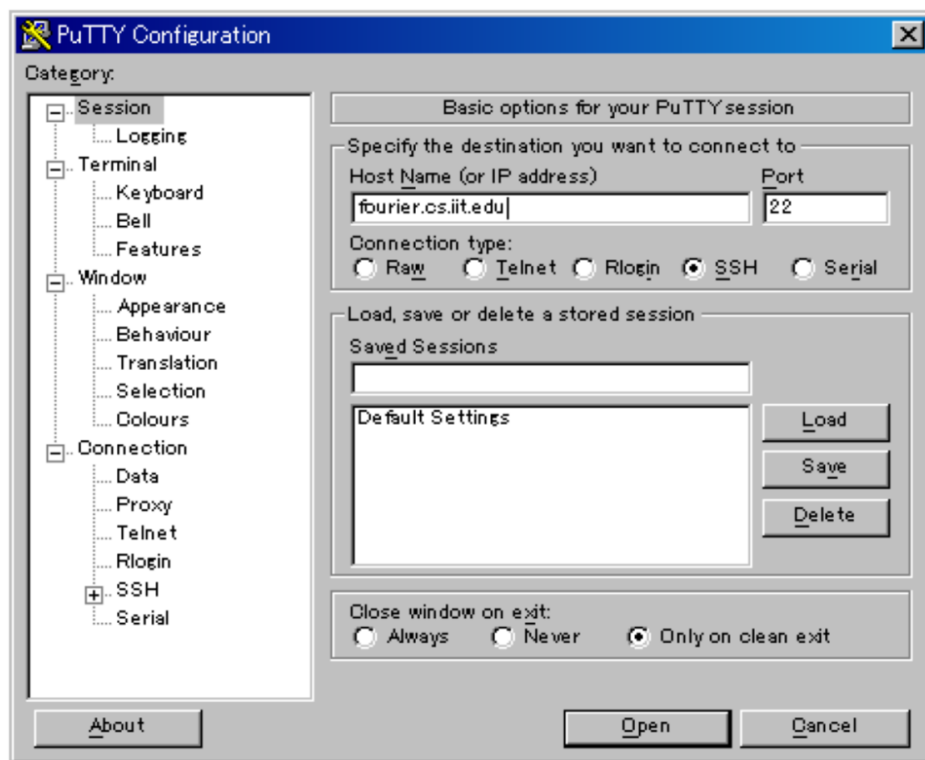 PuTTY Configuration
Category:
Session
Logging
Terminal
Keyboard
Bell
Features
Window
Appearance
Behaviour
Translation
Selection
Colours
Connection
Data
Proxy
Telnet
Rlogin
SSH
Serial
Basic options for your PuTTY session
Specify the destination you want to connect to
Host Name (or IP address) Port
fourier.cs.iit.edu 22
Connection type:
Raw Telnet Rlogin SSH Serial
Load, save or delete a stored session
Saved Sessions
Default Settings
Load
Save
Delete
Close window on exit:
Always Never Only on clean exit
About Open Cancel